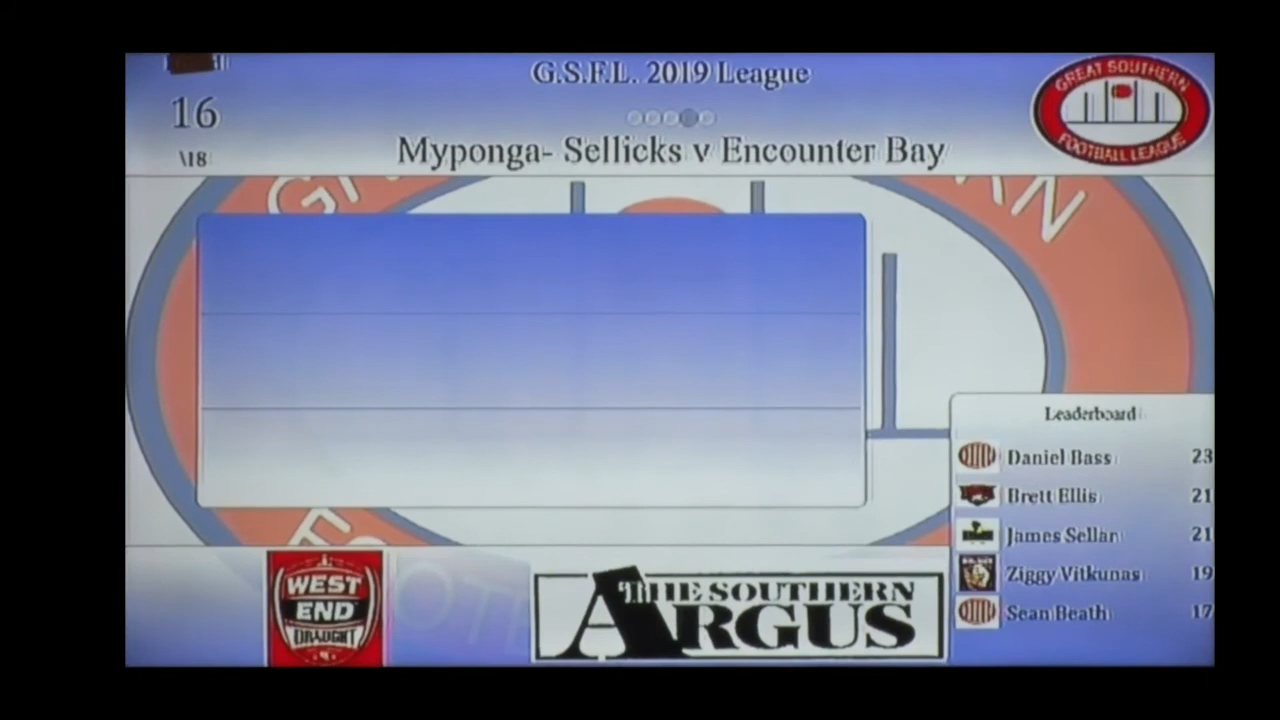 G.S.F.L. 2019 League
16
\18
Myponga- Sellicks v Encounter Bay
GREAT SOUTHERN
FOOTBALL LEAGUE
Leaderboard
Daniel Bass 23
Brett Ellis 21
James Sellar 21
Ziggy Vitkunas 19
Sean Beath 17
WEST
END
DRAUGHT
THE SOUTHERN
ARGUS